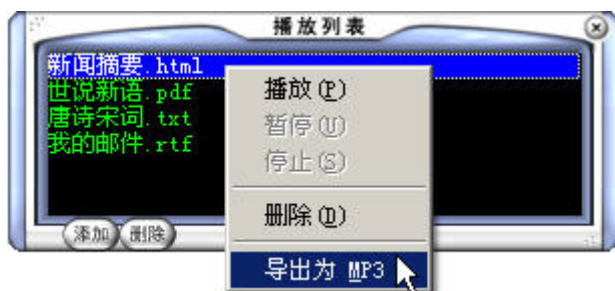 播放列表
新闻摘要.html
世说新语.pdf
唐诗宋词.txt
我的邮件.rtf
播放(P)
暂停(U)
停止(S)
删除(D)
导出为 MP3
添加 删除